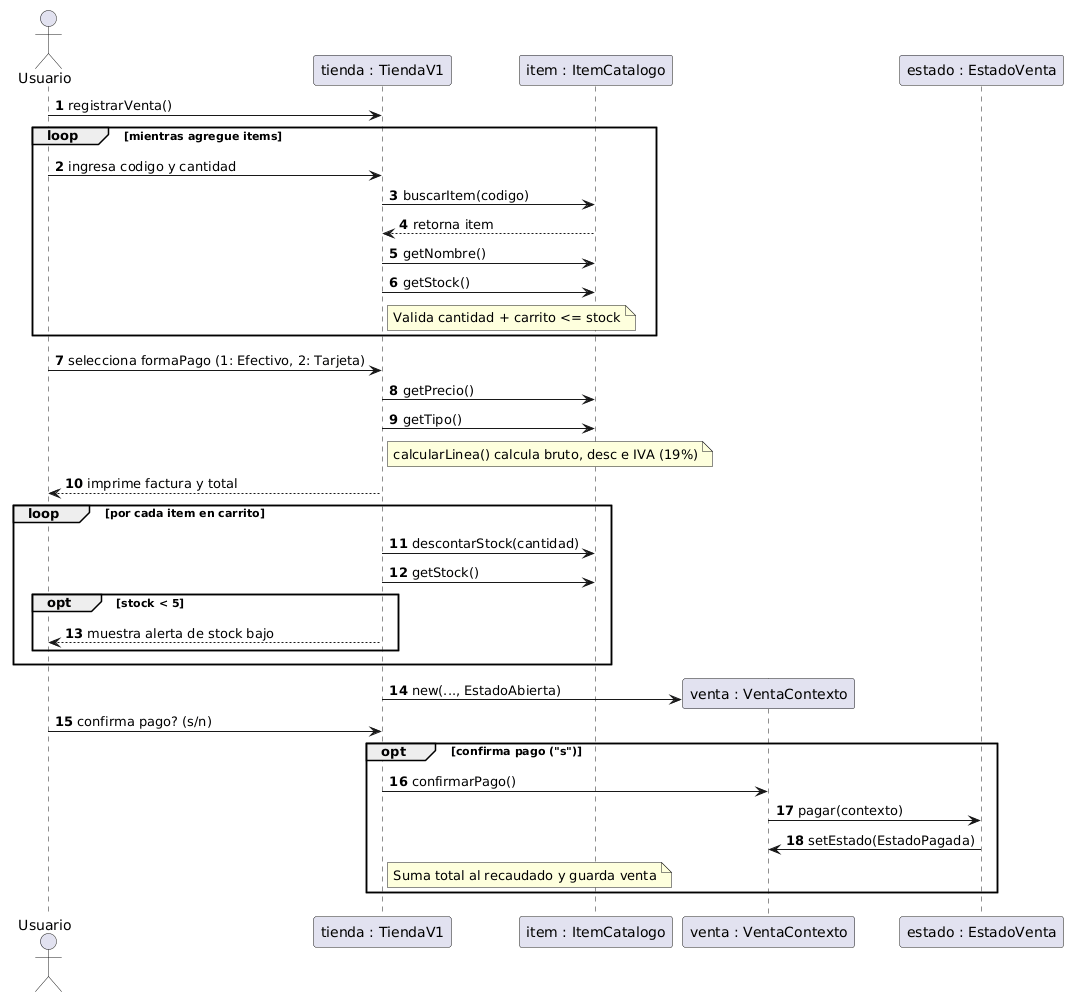 Usuario
tienda : TiendaV1
item : ItemCatalogo
estado : EstadoVenta
1 registrarVenta()
loop [mientras agregue items]
2 ingresa codigo y cantidad
3 buscarItem(codigo)
4 retorna item
5 getNombre()
6 getStock()
Valida cantidad + carrito <= stock
7 selecciona formaPago (1: Efectivo, 2: Tarjeta)
8 getPrecio()
9 getTipo()
calcularLinea() calcula bruto, desc e IVA (19%)
10 imprime factura y total
loop [por cada item en carrito]
11 descontarStock(cantidad)
12 getStock()
opt [stock < 5]
13 muestra alerta de stock bajo
14 new(..., EstadoAbierta)
venta : VentaContexto
15 confirma pago? (s/n)
opt [confirma pago ("s")]
16 confirmarPago()
17 pagar(contexto)
18 setEstado(EstadoPagada)
Suma total al recaudado y guarda venta
Usuario
tienda : TiendaV1
item : ItemCatalogo
venta : VentaContexto
estado : EstadoVenta